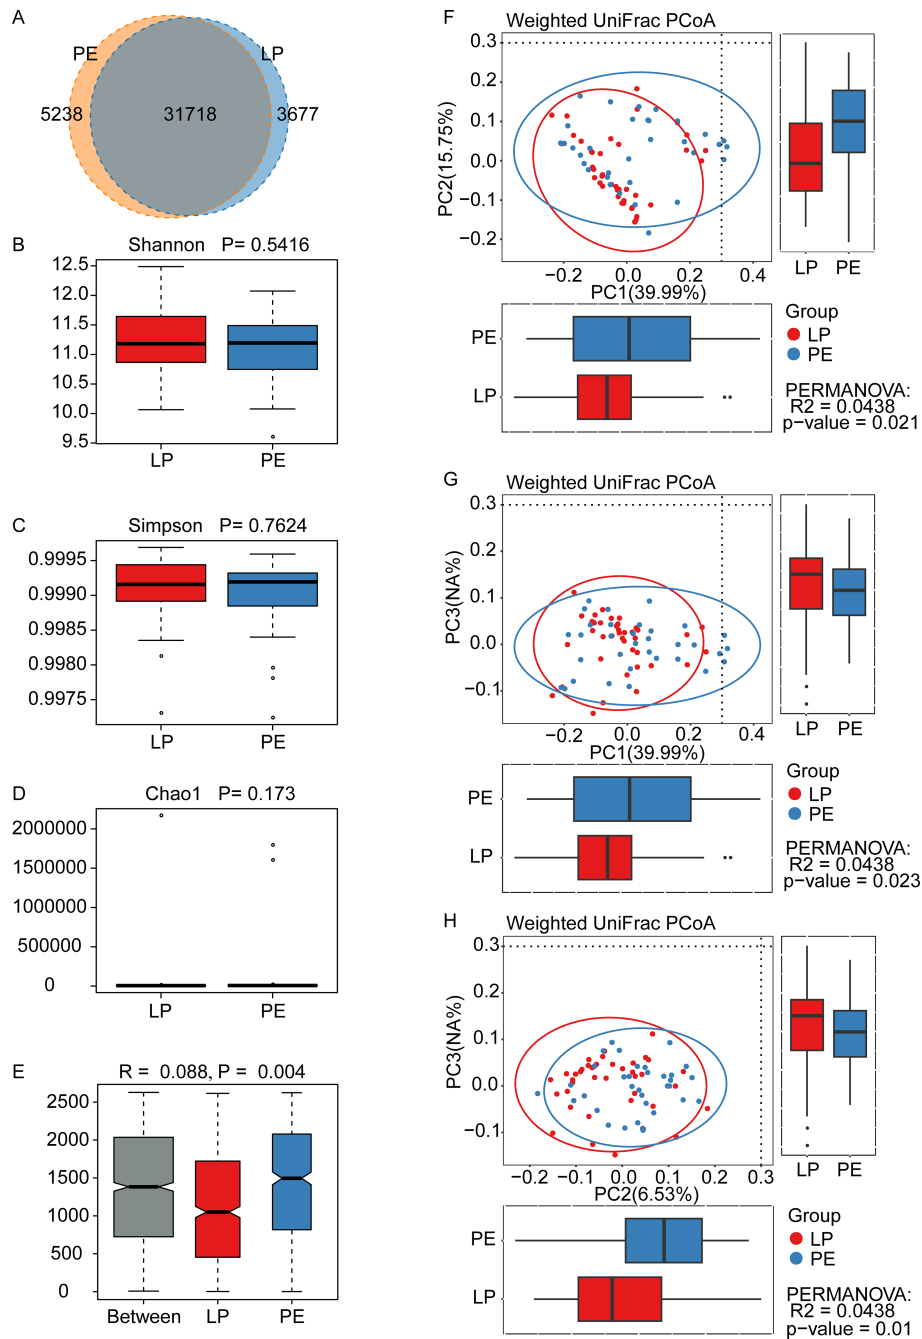 A
PE
LP
5238
31718
3677
B
Shannon P= 0.5416
12.5
12.0
11.5
11.0
10.5
10.0
9.5
LP PE
C
Simpson P= 0.7624
0.9995
0.9990
0.9985
0.9980
0.9975
LP PE
D
Chao1 P= 0.173
2000000
1500000
1000000
500000
0
LP PE
E
R = 0.088, P = 0.004
2500
2000
1500
1000
500
0
Between LP PE
F
Weighted UniFrac PCoA
PC2(15.75%)
0.3
0.2
0.1
0.0
−0.1
−0.2
−0.2 0.0 0.2 0.4
PC1(39.99%)
LP PE
PE
LP
Group
LP
PE
PERMANOVA:
R2 = 0.0438
p−value = 0.021
G
Weighted UniFrac PCoA
PC3(NA%)
0.3
0.2
0.1
0.0
−0.1
−0.2 0.0 0.2 0.4
PC1(39.99%)
LP PE
PE
LP
Group
LP
PE
PERMANOVA:
R2 = 0.0438
p−value = 0.023
H
Weighted UniFrac PCoA
PC3(NA%)
0.3
0.2
0.1
0.0
−0.1
−0.2 −0.1 0.0 0.1 0.2 0.3
PC2(6.53%)
LP PE
PE
LP
Group
LP
PE
PERMANOVA:
R2 = 0.0438
p−value = 0.01